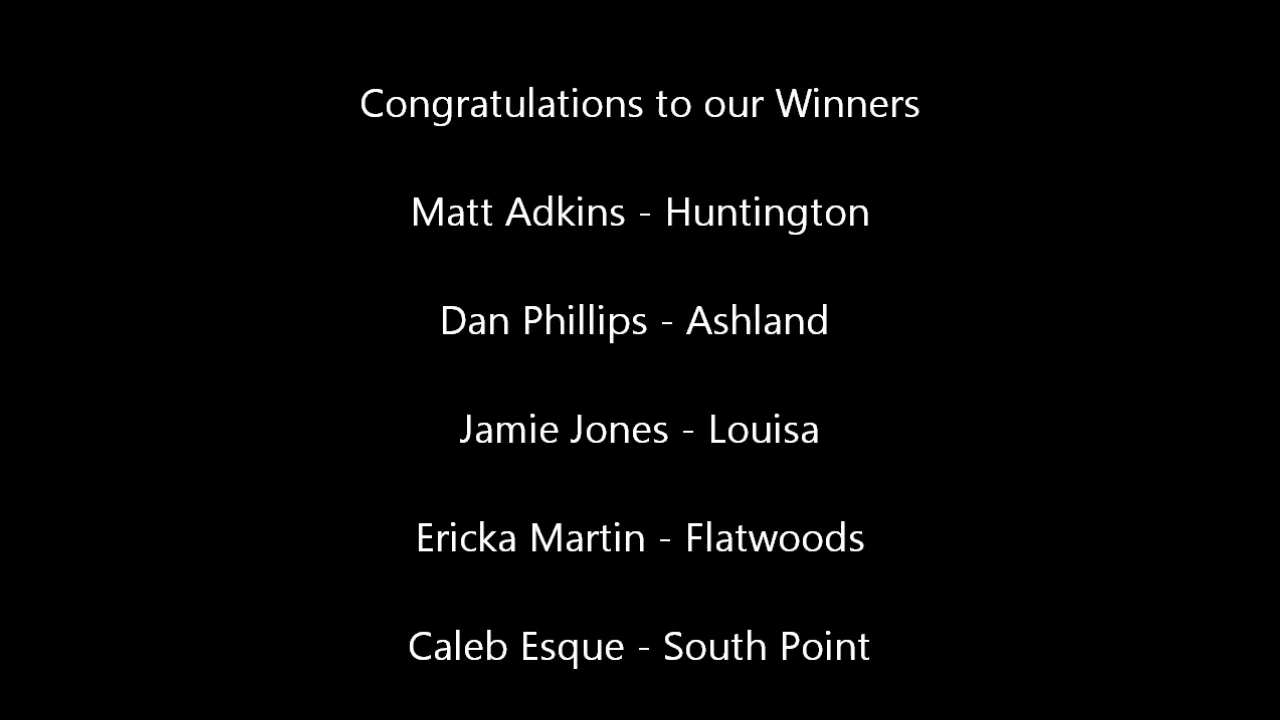 Congratulations to our Winners
Matt Adkins - Huntington
Dan Phillips - Ashland
Jamie Jones - Louisa
Ericka Martin - Flatwoods
Caleb Esque - South Point